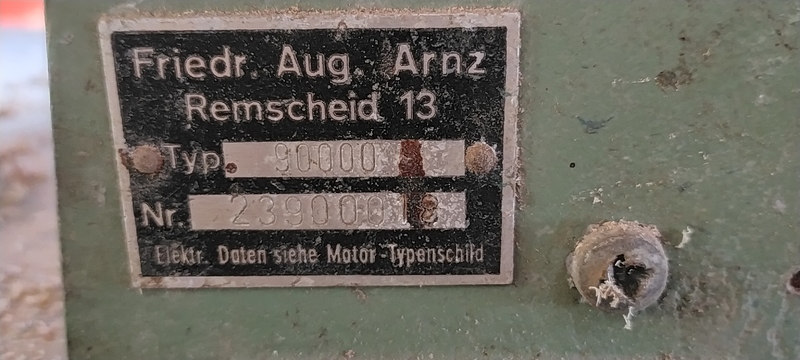 Friedr. Aug. Arnz
Remscheid 13
Typ. 90000
Nr. 23900018
Elektr. Daten siehe Motor-Typenschild